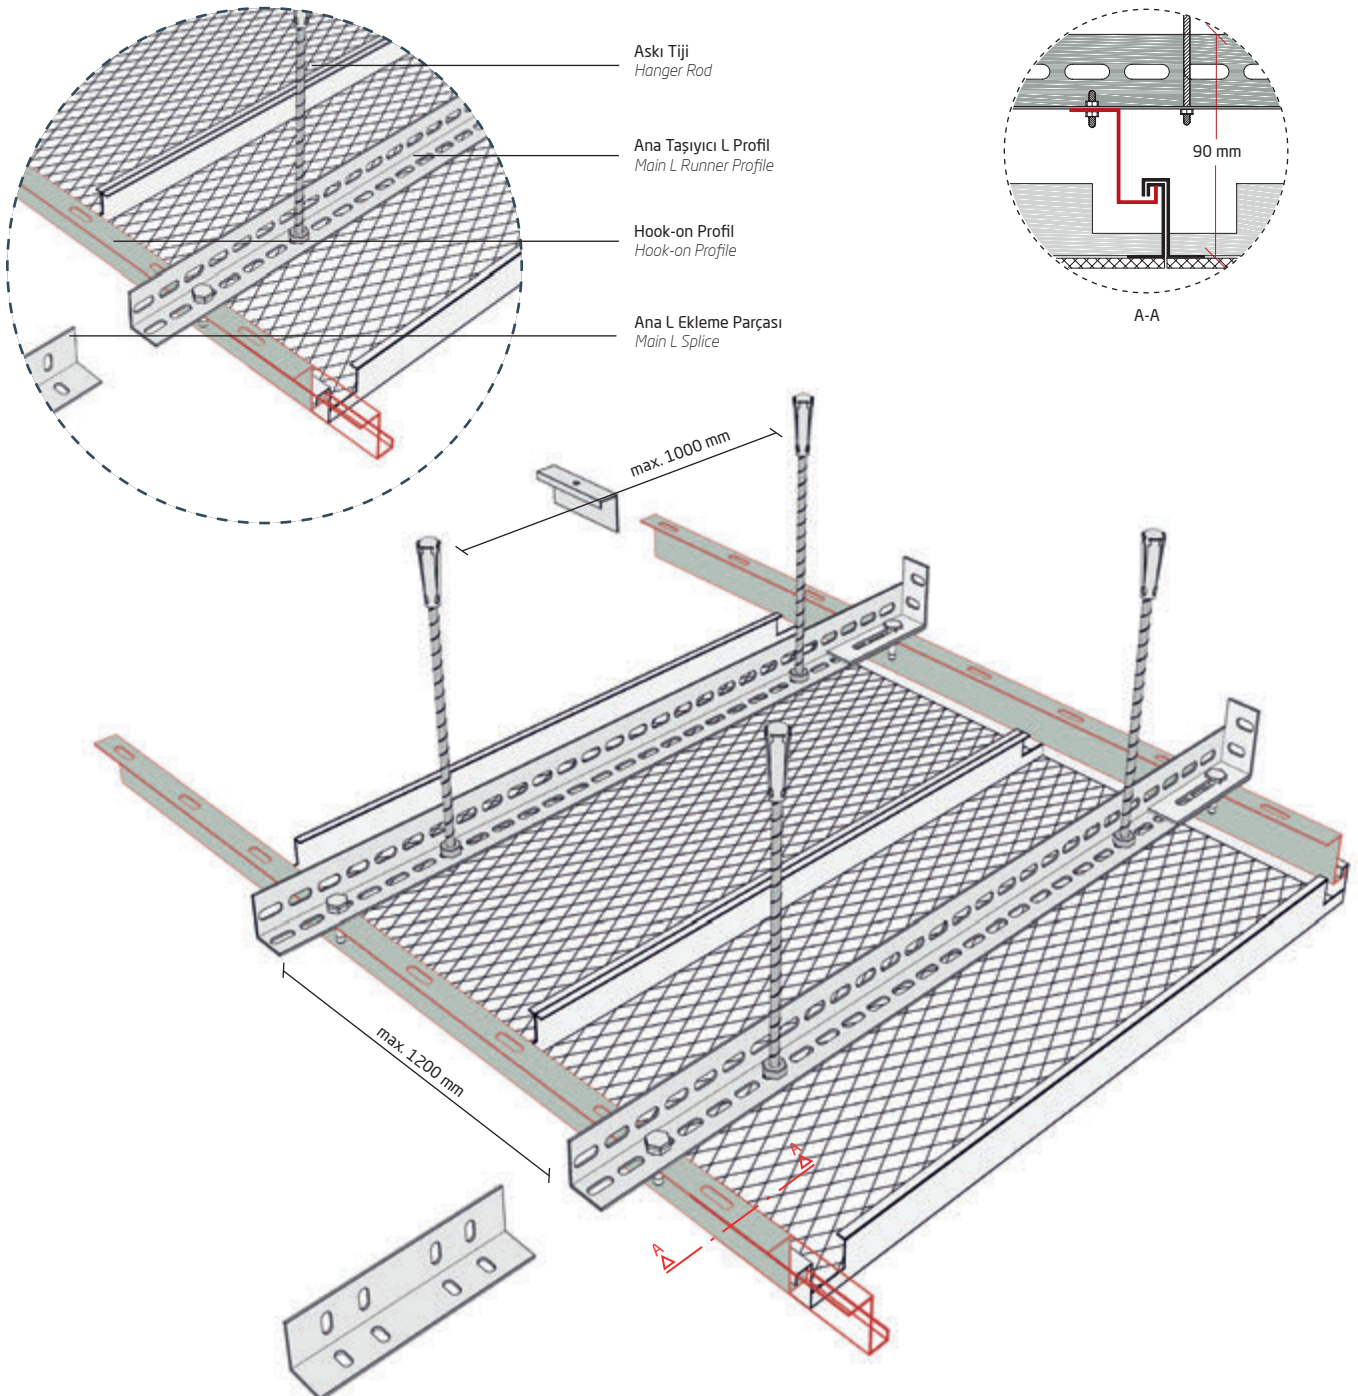 Askı Tiji
Hanger Rod
Ana Taşıyıcı L Profil
Main L Runner Profile
Hook-on Profil
Hook-on Profile
Ana L Ekleme Parçası
Main L Splice
90 mm
A-A
max. 1000 mm
max. 1200 mm
A
A